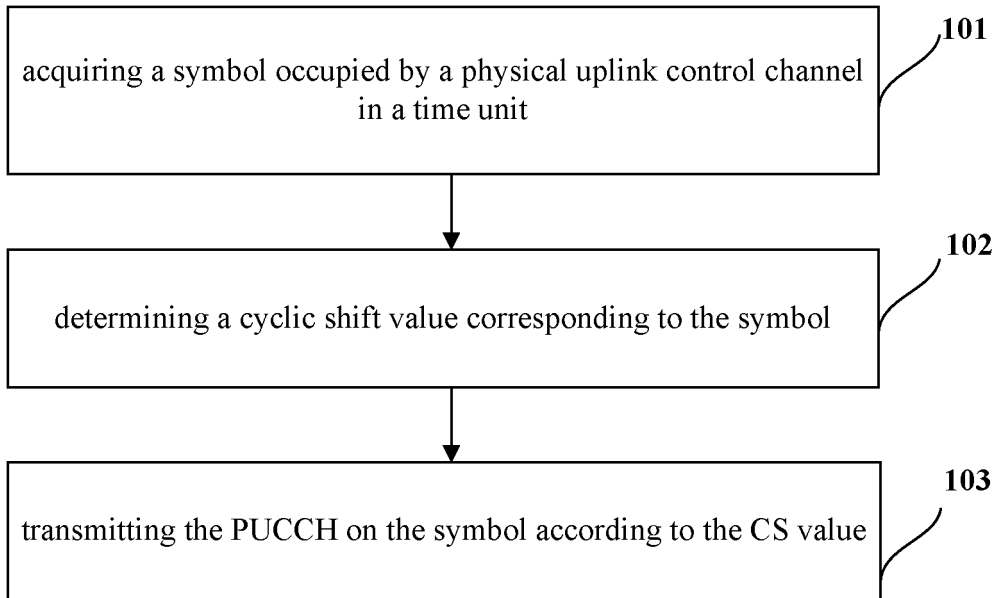 101
acquiring a symbol occupied by a physical uplink control channel
in a time unit
102
determining a cyclic shift value corresponding to the symbol
103
transmitting the PUCCH on the symbol according to the CS value